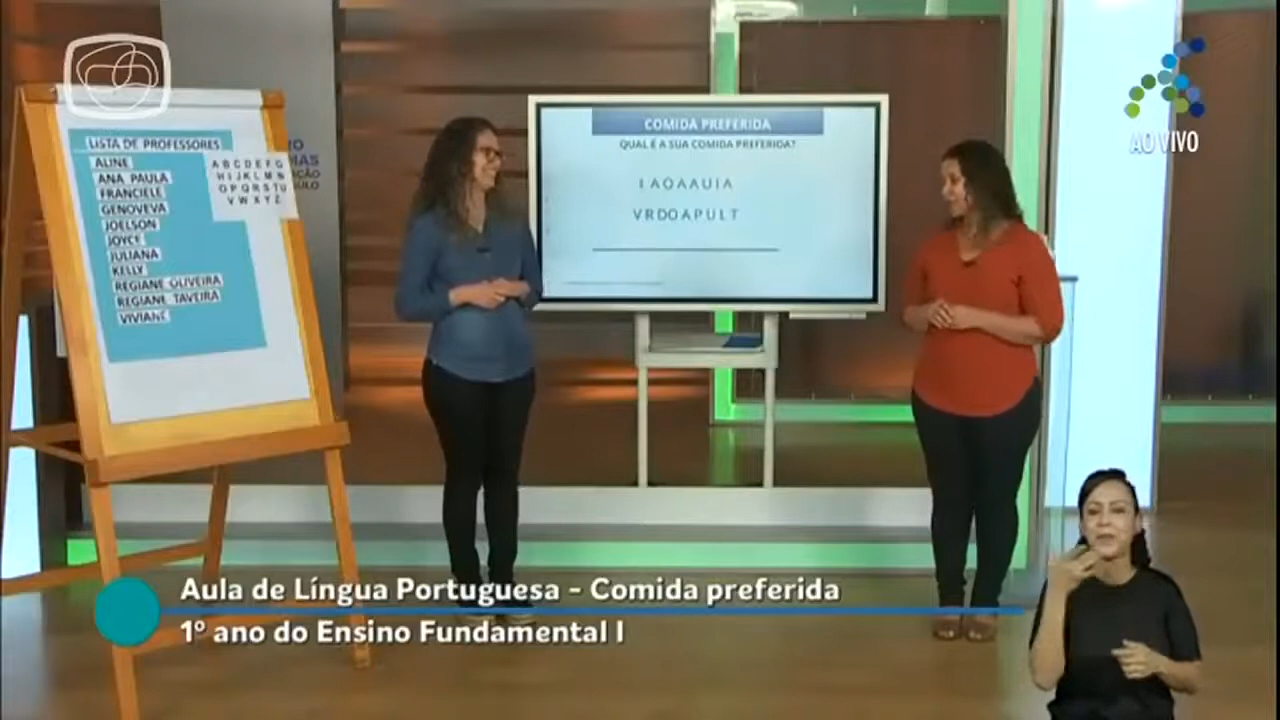 LISTA DE PROFESSORES
ALINE
ANA PAULA
FRANCIELE
GENOVEVA
JOELSON
JOYCE
JULIANA
KELLY
REGIANE OLIVEIRA
REGIANE TAVEIRA
VIVIANE
A B C D E F G
H I J K L M N
O P Q R S T U
V W X Y Z
COMIDA PREFERIDA
QUAL É A SUA COMIDA PREFERIDA?
I A O A A U I A
V R D O A P U L T
AO VIVO
Aula de Língua Portuguesa - Comida preferida
1º ano do Ensino Fundamental I